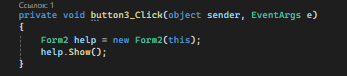 Ссылок: 1
private void button3_Click(object sender, EventArgs e)
{
Form2 help = new Form2(this);
help.Show();
}